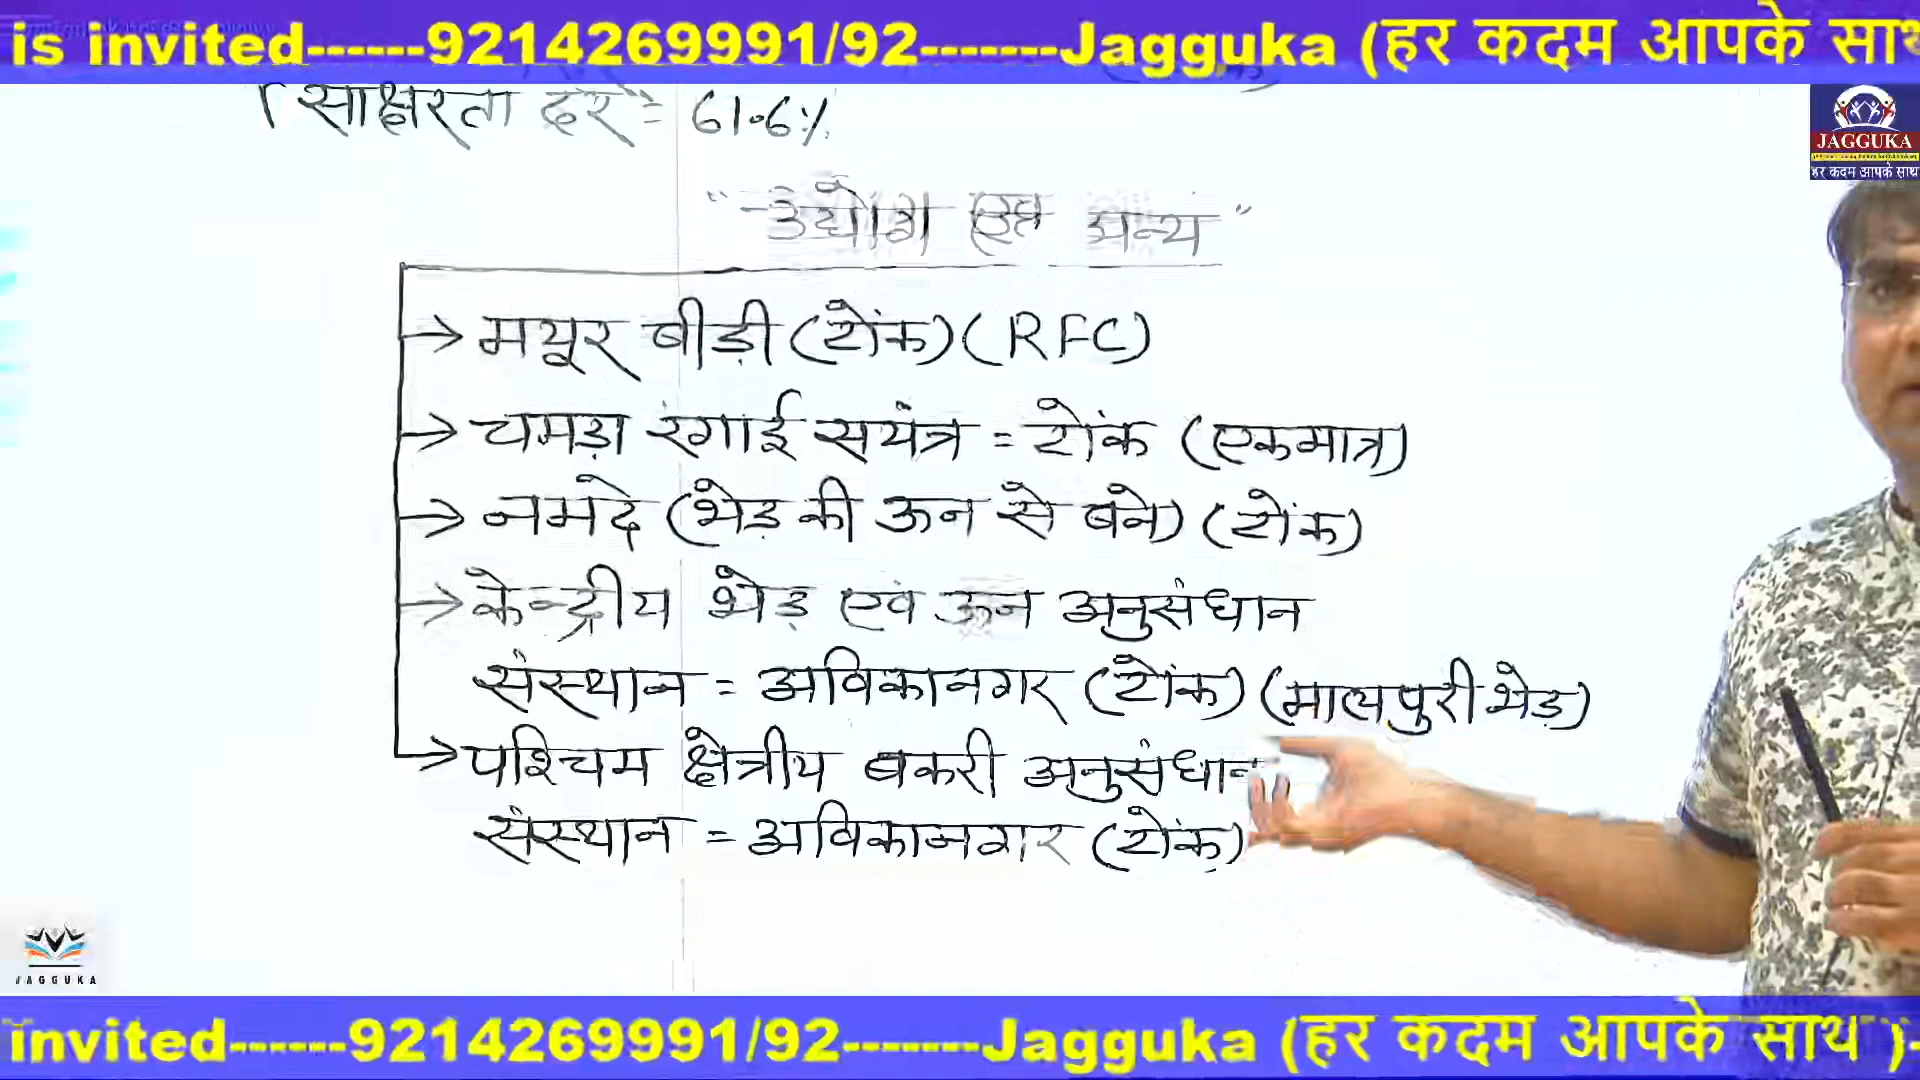 is invited------9214269991/92-------Jagguka (हर कदम आपके साथ
साक्षरता दर = 61.6%
JAGGUKA
हर कदम आपके साथ
"उद्योग एवं अन्य"
→ मयूर बीड़ी (टोंक) (RFC)
→ चमड़ा रंगाई सयंत्र = टोंक (एकमात्र)
→ नमदे (भेड़ की ऊन से बने) (टोंक)
→ केन्द्रीय भेड़ एवं ऊन अनुसंधान
संस्थान = अविकानगर (टोंक) (मालपुरी भेड़)
→ पश्चिम क्षेत्रीय बकरी अनुसंधान
संस्थान = अविकानगर (टोंक)
JAGGUKA
invited------9214269991/92-------Jagguka (हर कदम आपके साथ )-